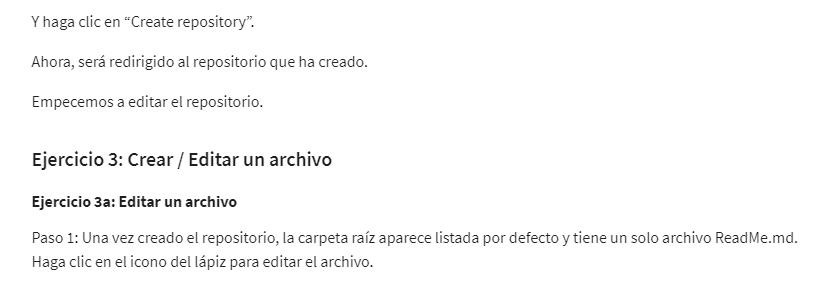 Y haga clic en “Create repository”.
Ahora, será redirigido al repositorio que ha creado.
Empecemos a editar el repositorio.
Ejercicio 3: Crear / Editar un archivo
Ejercicio 3a: Editar un archivo
Paso 1: Una vez creado el repositorio, la carpeta raíz aparece listada por defecto y tiene un solo archivo ReadMe.md.
Haga clic en el icono del lápiz para editar el archivo.